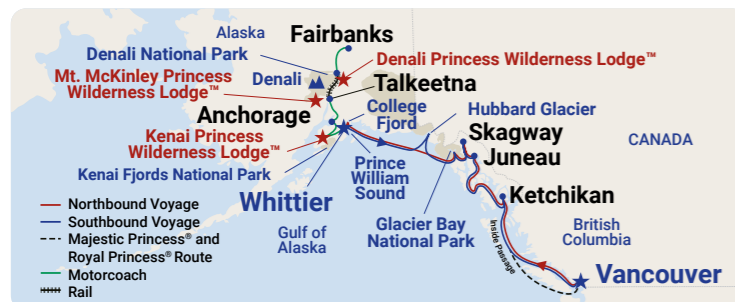 Fairbanks
Alaska
Denali National Park
Denali Princess Wilderness Lodge™
Mt. McKinley Princess
Wilderness Lodge™
Denali
Talkeetna
Anchorage
College
Fjord
Hubbard Glacier
Kenai Princess
Wilderness Lodge™
Skagway
CANADA
Juneau
Kenai Fjords National Park
Prince
William
Sound
Whittier
Ketchikan
Glacier Bay
National Park
Gulf of
Alaska
British
Columbia
Inside Passage
Vancouver
Northbound Voyage
Southbound Voyage
Majestic Princess® and
Royal Princess® Route
Motorcoach
Rail